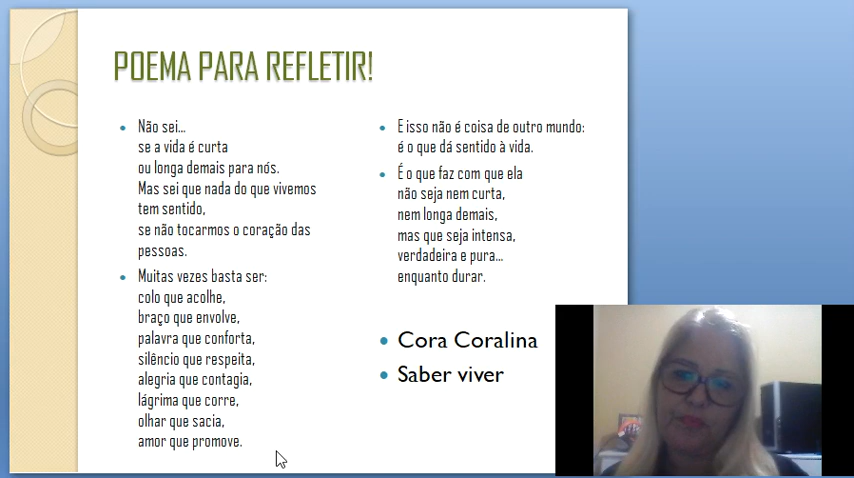 POEMA PARA REFLETIR!
Não sei...
se a vida é curta
ou longa demais para nós.
Mas sei que nada do que vivemos
tem sentido,
se não tocarmos o coração das
pessoas.
Muitas vezes basta ser:
colo que acolhe,
braço que envolve,
palavra que conforta,
silêncio que respeita,
alegria que contagia,
lágrima que corre,
olhar que sacia,
amor que promove.
E isso não é coisa de outro mundo:
é o que dá sentido à vida.
É o que faz com que ela
não seja nem curta,
nem longa demais,
mas que seja intensa,
verdadeira e pura...
enquanto durar.
Cora Coralina
Saber viver